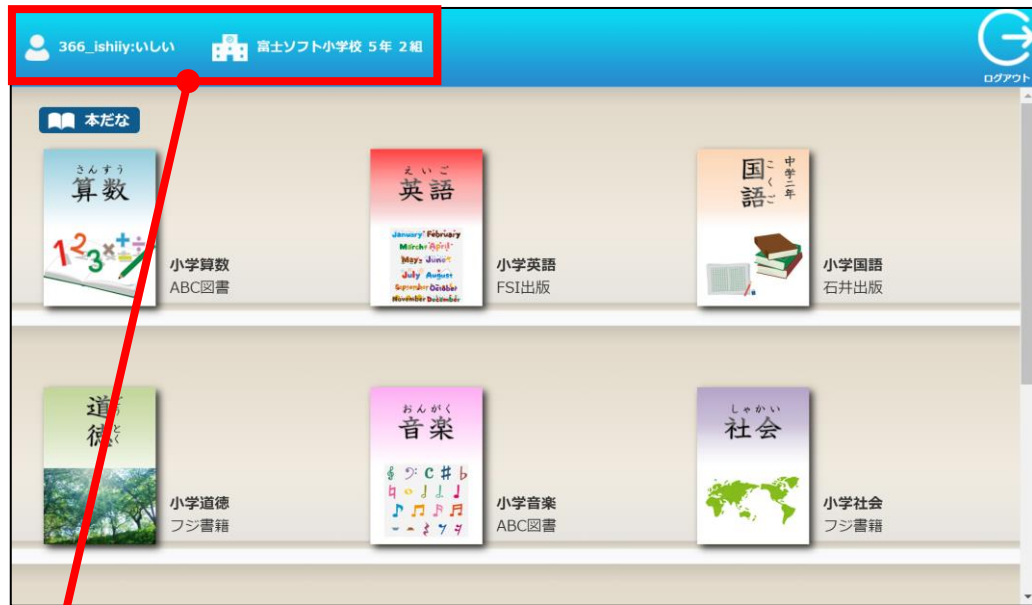 366_ishiiy:いしい
富士ソフト小学校 5年 2組
ログアウト
本だな
さんすう
算数
小学算数
ABC図書
えいご
英語
January February
March April
May June
July August
September October
November December
小学英語
FSI出版
中学二年
国語
こくご
小学国語
石井出版
道徳
小学道徳
フジ書籍
おんがく
音楽
小学音楽
ABC図書
しゃかい
社会
小学社会
フジ書籍